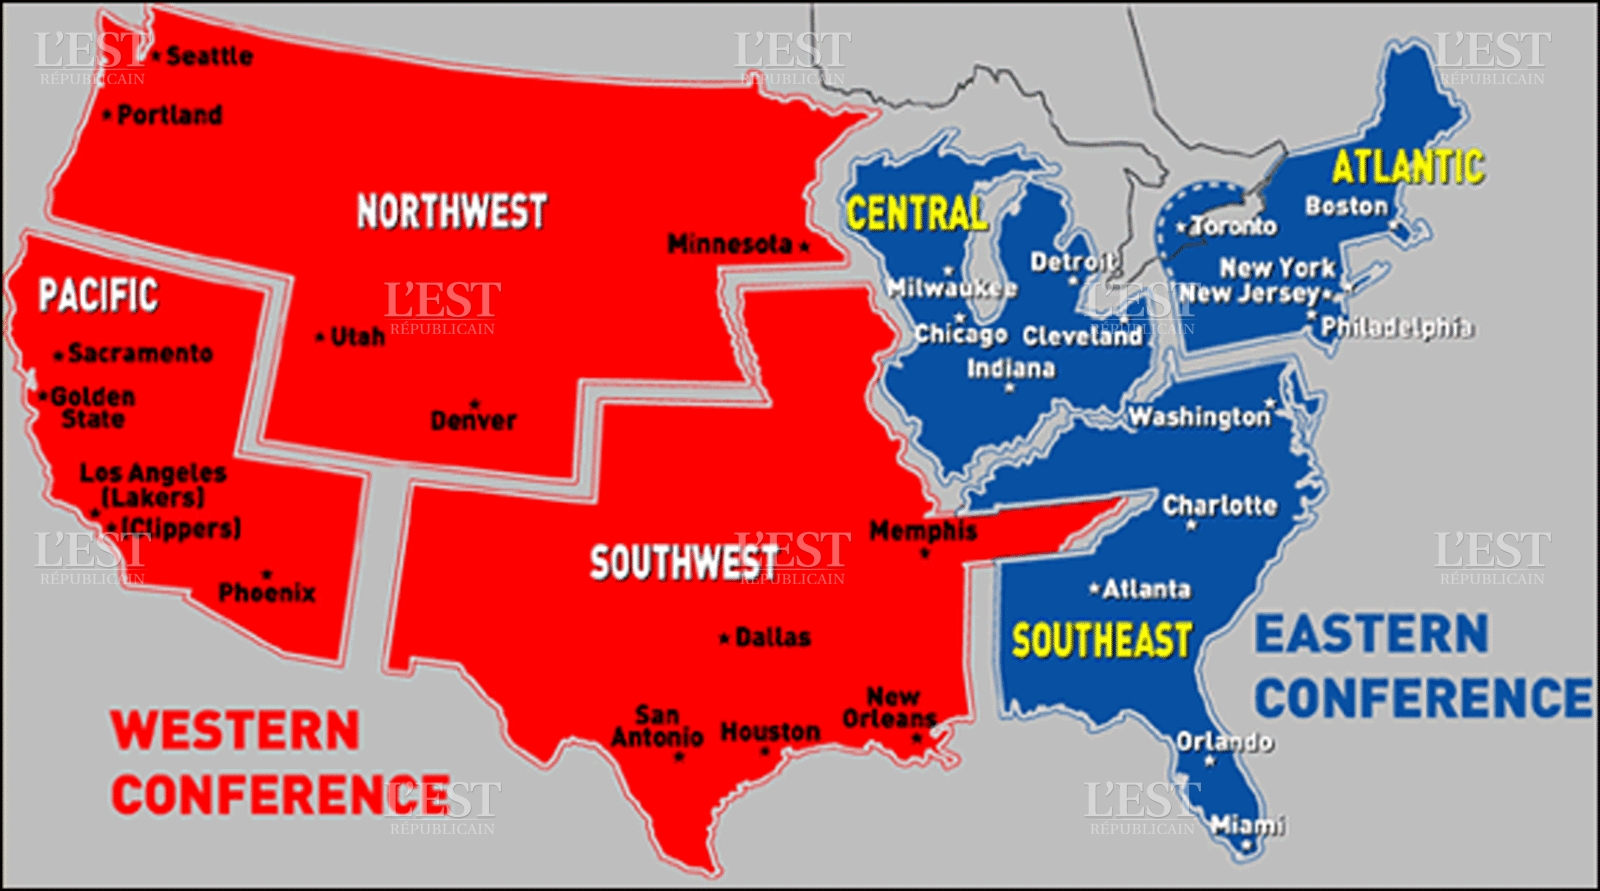 L'EST
RÉPUBLICAIN
L'EST
RÉPUBLICAIN
L'EST
RÉPUBLICAIN
Seattle
Portland
NORTHWEST
Minnesota
CENTRAL
ATLANTIC
Boston
Toronto
Detroit
New York
New Jersey
Philadelphia
Milwaukee
Chicago
Cleveland
Indiana
PACIFIC
L'EST
RÉPUBLICAIN
L'EST
RÉPUBLICAIN
Utah
Sacramento
Golden
State
Denver
Washington
Los Angeles
(Lakers)
(Clippers)
Phoenix
L'EST
RÉPUBLICAIN
L'EST
RÉPUBLICAIN
L'EST
RÉPUBLICAIN
Memphis
SOUTHWEST
Charlotte
Atlanta
SOUTHEAST
Dallas
EASTERN
CONFERENCE
San
Antonio
Houston
New
Orleans
Orlando
Miami
WESTERN
CONFERENCE
L'EST
RÉPUBLICAIN
L'EST
RÉPUBLICAIN